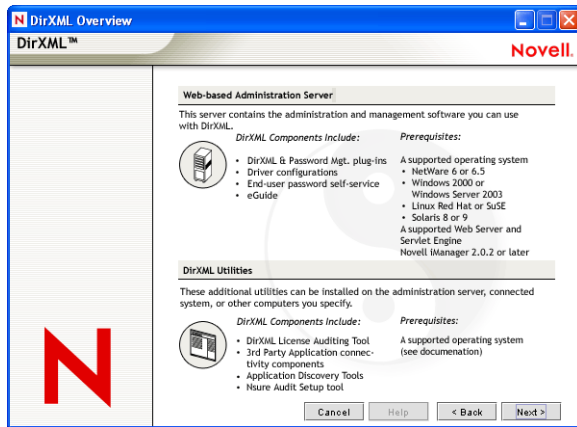 DirXML Overview
DirXML™
Novell.
Web-based Administration Server
This server contains the administration and management software you can use
with DirXML.
DirXML Components Include:
• DirXML & Password Mgt. plug-ins
• Driver configurations
• End-user password self-service
• eGuide
Prerequisites:
A supported operating system
• NetWare 6 or 6.5
• Windows 2000 or
Windows Server 2003
• Linux Red Hat or SuSE
• Solaris 8 or 9
A supported Web Server and
Servlet Engine
Novell iManager 2.0.2 or later
DirXML Utilities
These additional utilities can be installed on the administration server, connected
system, or other computers you specify.
DirXML Components Include:
• DirXML License Auditing Tool
• 3rd Party Application connec-
tivity components
• Application Discovery Tools
• Nsure Audit Setup tool
Prerequisites:
A supported operating system
(see documenation)
N
Cancel
Help
< Back
Next >